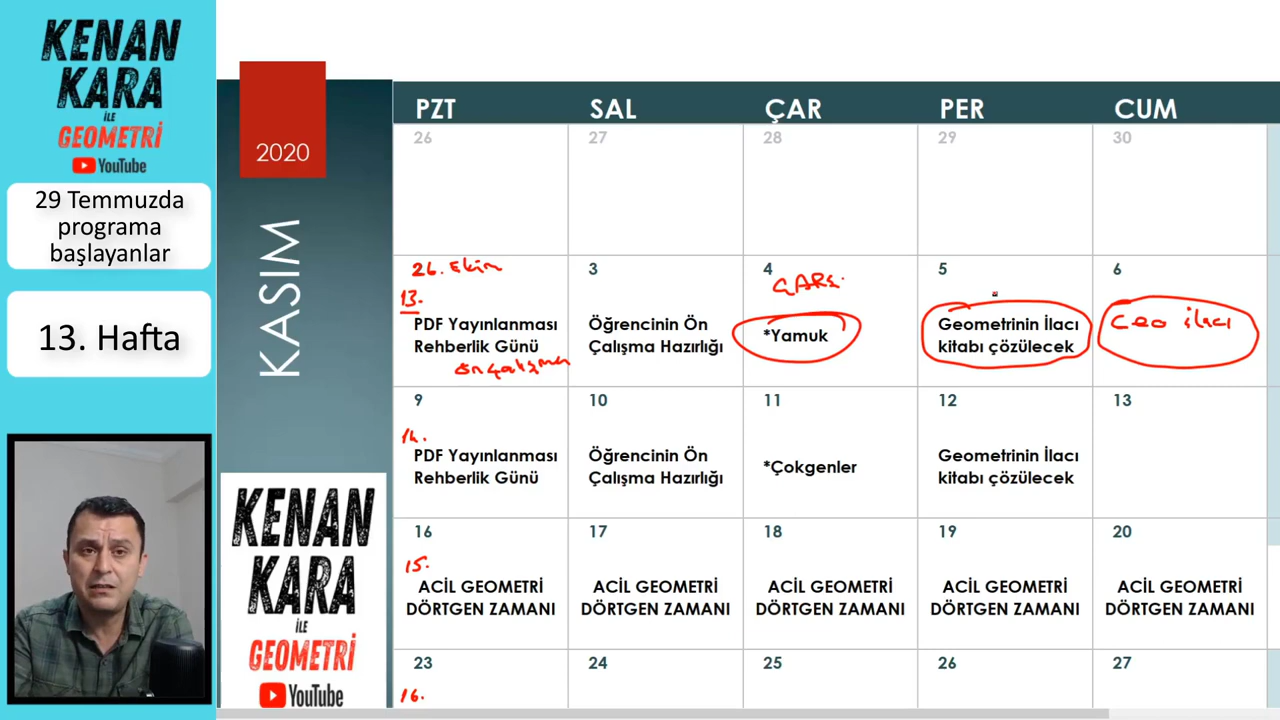 KENAN
KARA
İLE
GEOMETRİ
YouTube
29 Temmuzda
programa
başlayanlar
13. Hafta
2020
KASIM
KENAN
KARA
İLE
GEOMETRİ
YouTube
PZT SAL ÇAR PER CUM
26 27 28 29 30
26. Ekim 3 4 5 6
ÇARŞ.
13.
PDF Yayınlanması Öğrencinin Ön *Yamuk Geometrinin İlacı Geo ilacı
Rehberlik Günü Çalışma Hazırlığı kitabı çözülecek
ön çalışma
9 10 11 12 13
14.
PDF Yayınlanması Öğrencinin Ön *Çokgenler Geometrinin İlacı
Rehberlik Günü Çalışma Hazırlığı kitabı çözülecek
16 17 18 19 20
15.
ACİL GEOMETRİ ACİL GEOMETRİ ACİL GEOMETRİ ACİL GEOMETRİ ACİL GEOMETRİ
DÖRTGEN ZAMANI DÖRTGEN ZAMANI DÖRTGEN ZAMANI DÖRTGEN ZAMANI DÖRTGEN ZAMANI
23 24 25 26 27
16.